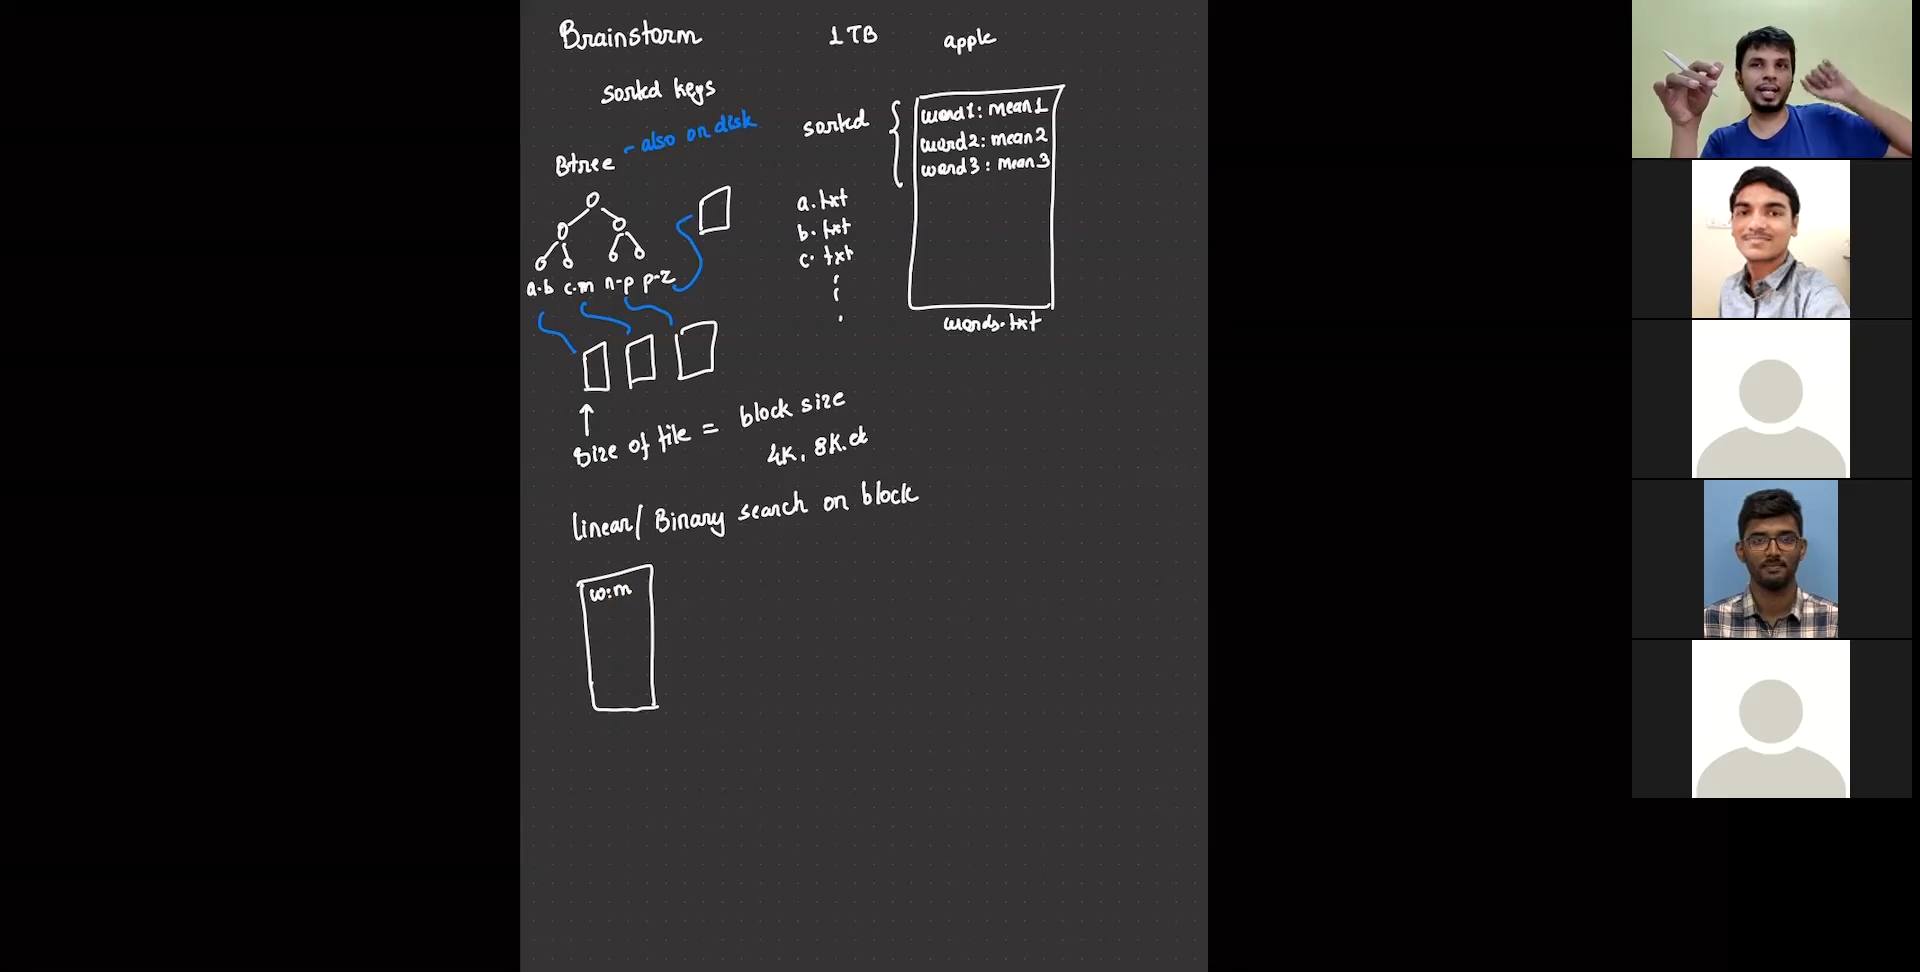 Brainstorm
1TB
apple
sorted keys
- also on disk
Btree
a-b c-m n-p p-z
Size of file = block size
4K, 8K. et
linear/ Binary search on block
w:m
sorted
a.txt
b.txt
c.txt
word1: mean1
word2: mean2
word3: mean3
words.txt